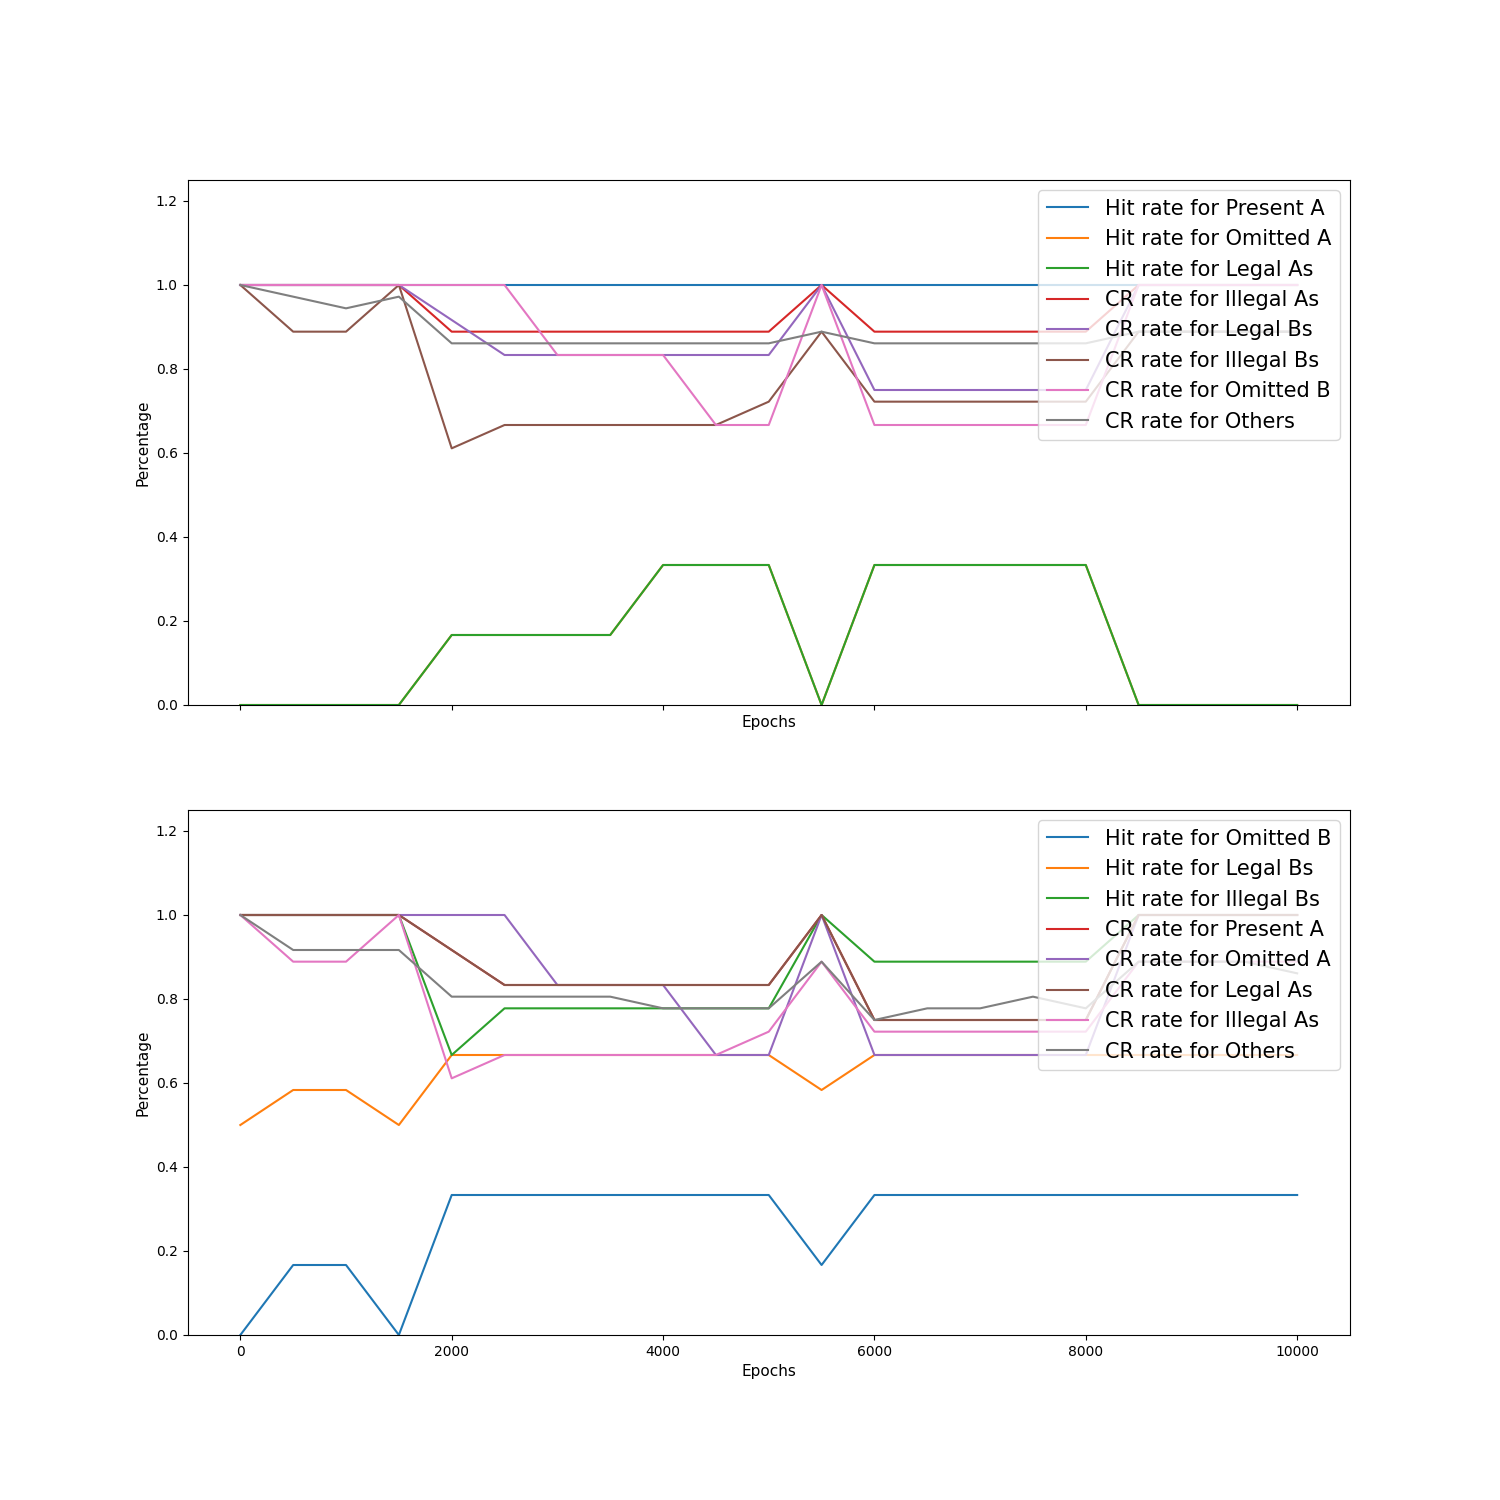 1.2
1.0
0.8
0.6
0.4
0.2
0.0
Percentage
Epochs
Hit rate for Present A
Hit rate for Omitted A
Hit rate for Legal As
CR rate for Illegal As
CR rate for Legal Bs
CR rate for Illegal Bs
CR rate for Omitted B
CR rate for Others
1.2
1.0
0.8
0.6
0.4
0.2
0.0
Percentage
0
2000
4000
6000
8000
10000
Epochs
Hit rate for Omitted B
Hit rate for Legal Bs
Hit rate for Illegal Bs
CR rate for Present A
CR rate for Omitted A
CR rate for Legal As
CR rate for Illegal As
CR rate for Others